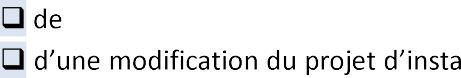 ❑ de
❑ d'une modification du projet d'insta